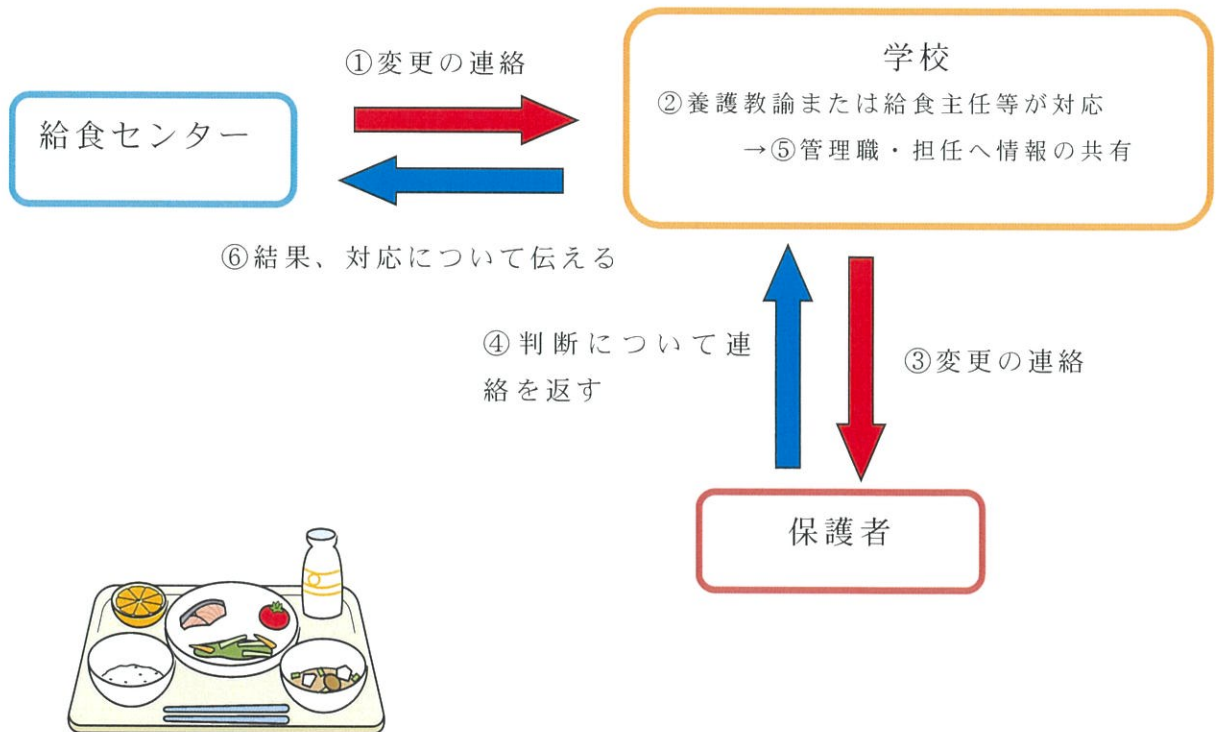 ①変更の連絡
給食センター
学校
②養護教諭または給食主任等が対応
→⑤管理職・担任へ情報の共有
⑥結果、対応について伝える
④判断について連
絡を返す
③変更の連絡
保護者